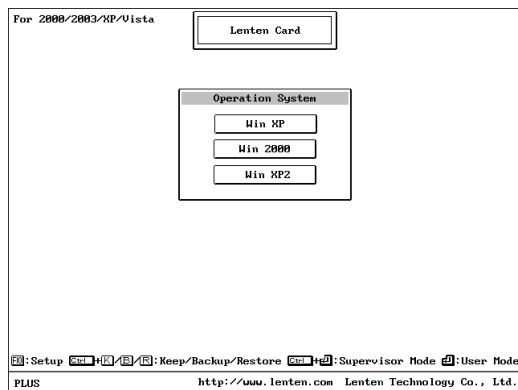 For 2000/2003/XP/Vista
Lenten Card
Operation System
Win XP
Win 2000
Win XP2
F10:Setup Ctrl+K/B/R:Keep/Backup/Restore Ctrl+⏎:Supervisor Mode ⏎:User Mode
PLUS http://www.lenten.com Lenten Technology Co., Ltd.